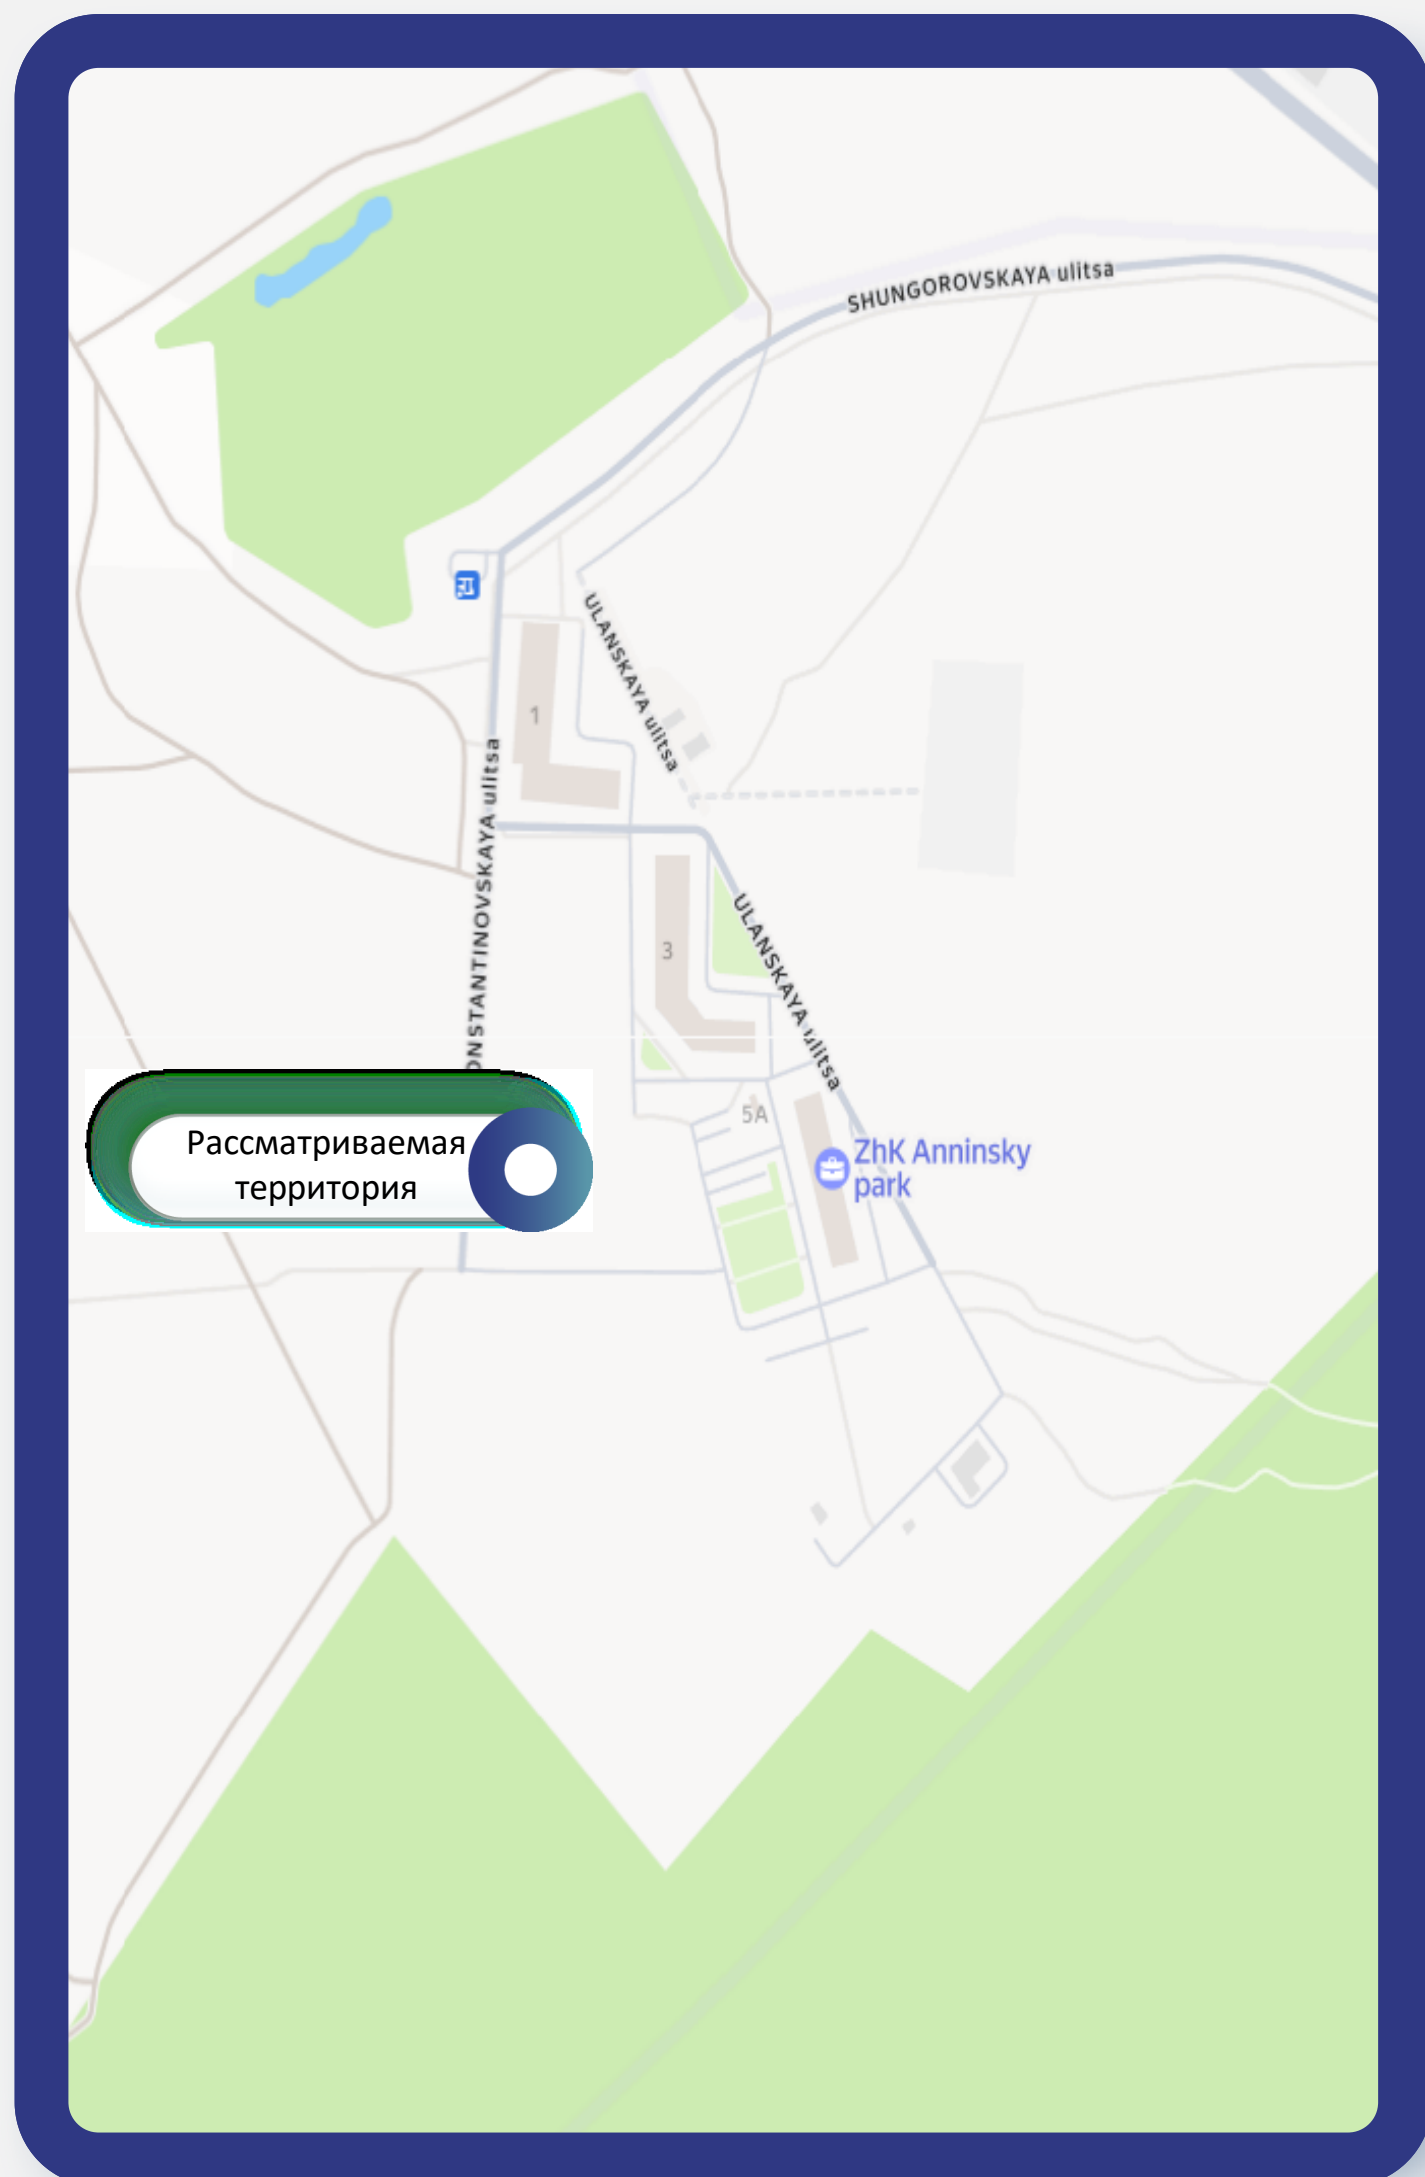 SHUNGOROVSKAYA ulitsa
ULANSKAYA ulitsa
1
ONSTANTINOVSKAYA ulitsa
ULANSKAYA ulitsa
3
5A
Рассматриваемая
территория
ZhK Anninsky
park